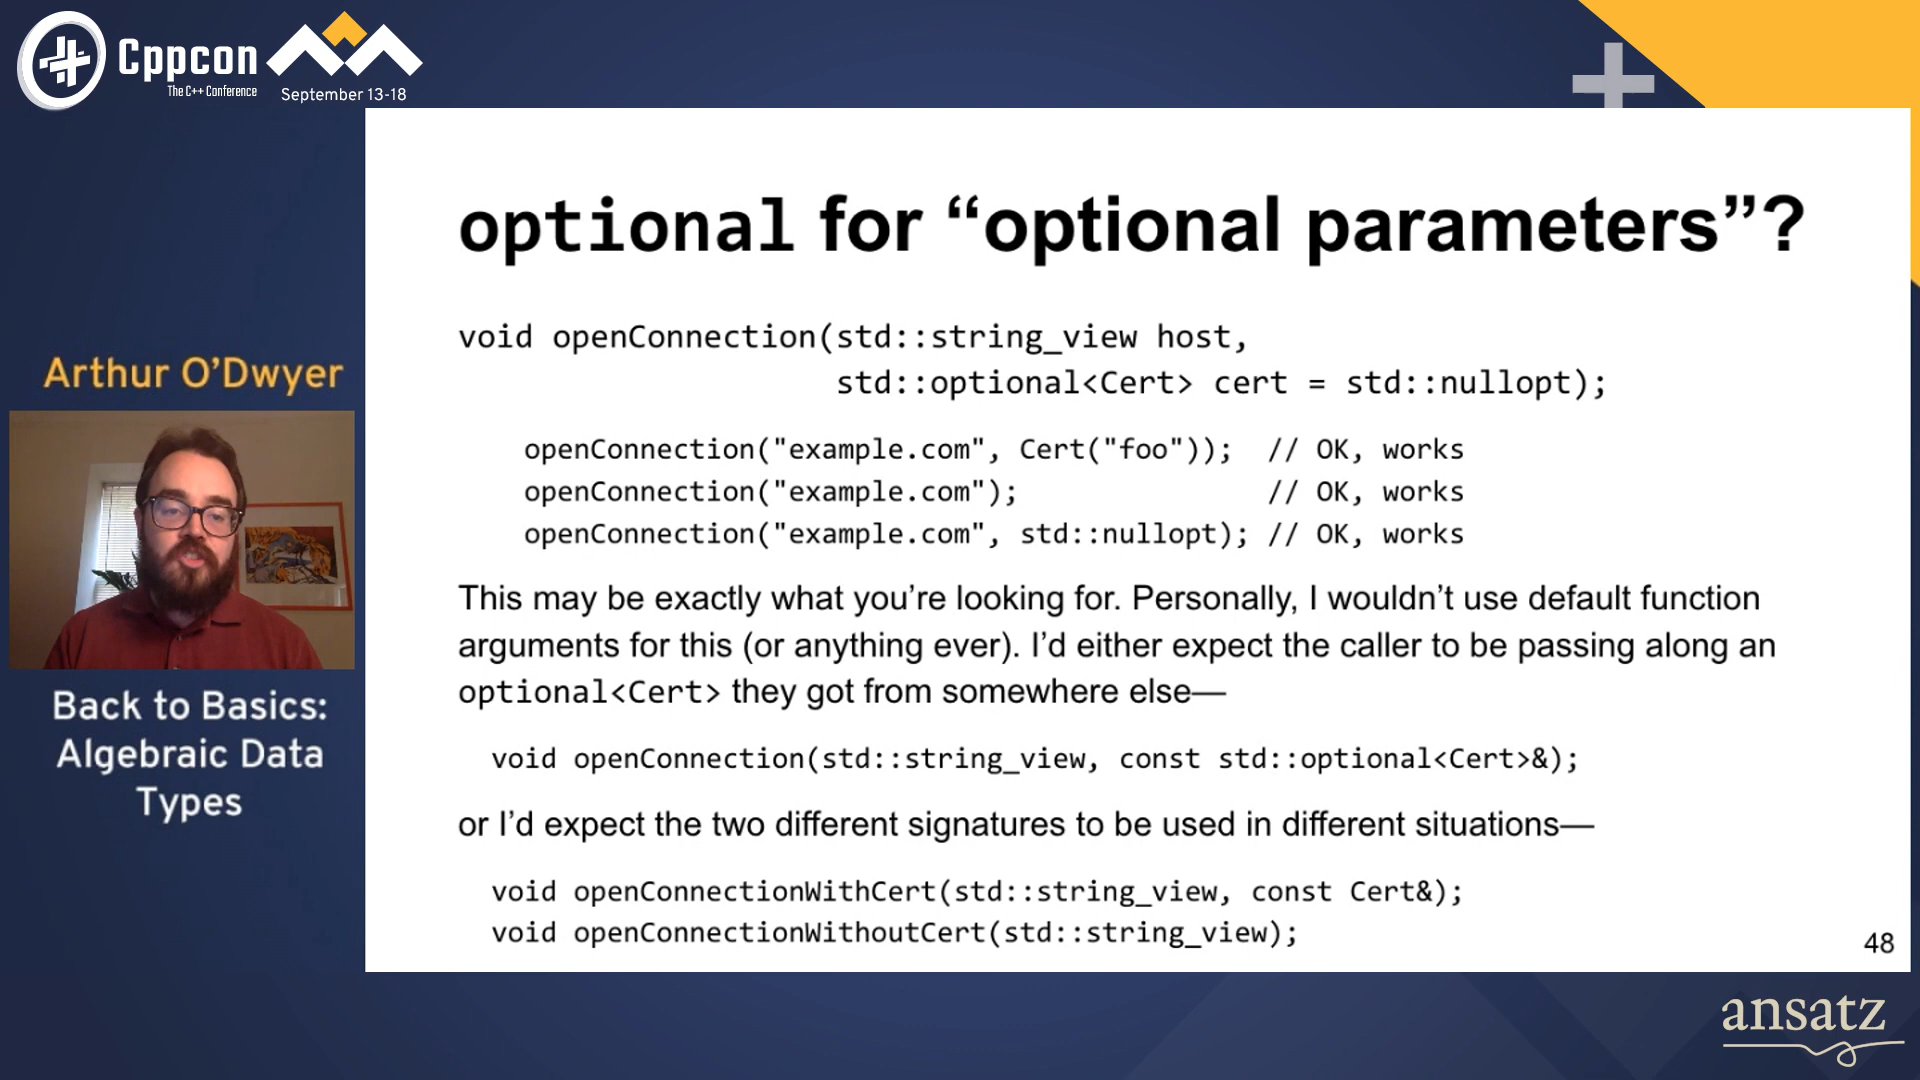 Cppcon
The C++ Conference
September 13-18
Arthur O’Dwyer
Back to Basics:
Algebraic Data
Types
optional for “optional parameters”?
void openConnection(std::string_view host,
                    std::optional<Cert> cert = std::nullopt);
openConnection("example.com", Cert("foo"));  // OK, works
openConnection("example.com");               // OK, works
openConnection("example.com", std::nullopt); // OK, works
This may be exactly what you’re looking for. Personally, I wouldn’t use default function
arguments for this (or anything ever). I’d either expect the caller to be passing along an
optional<Cert> they got from somewhere else—
void openConnection(std::string_view, const std::optional<Cert>&);
or I’d expect the two different signatures to be used in different situations—
void openConnectionWithCert(std::string_view, const Cert&);
void openConnectionWithoutCert(std::string_view);
48
ansatz